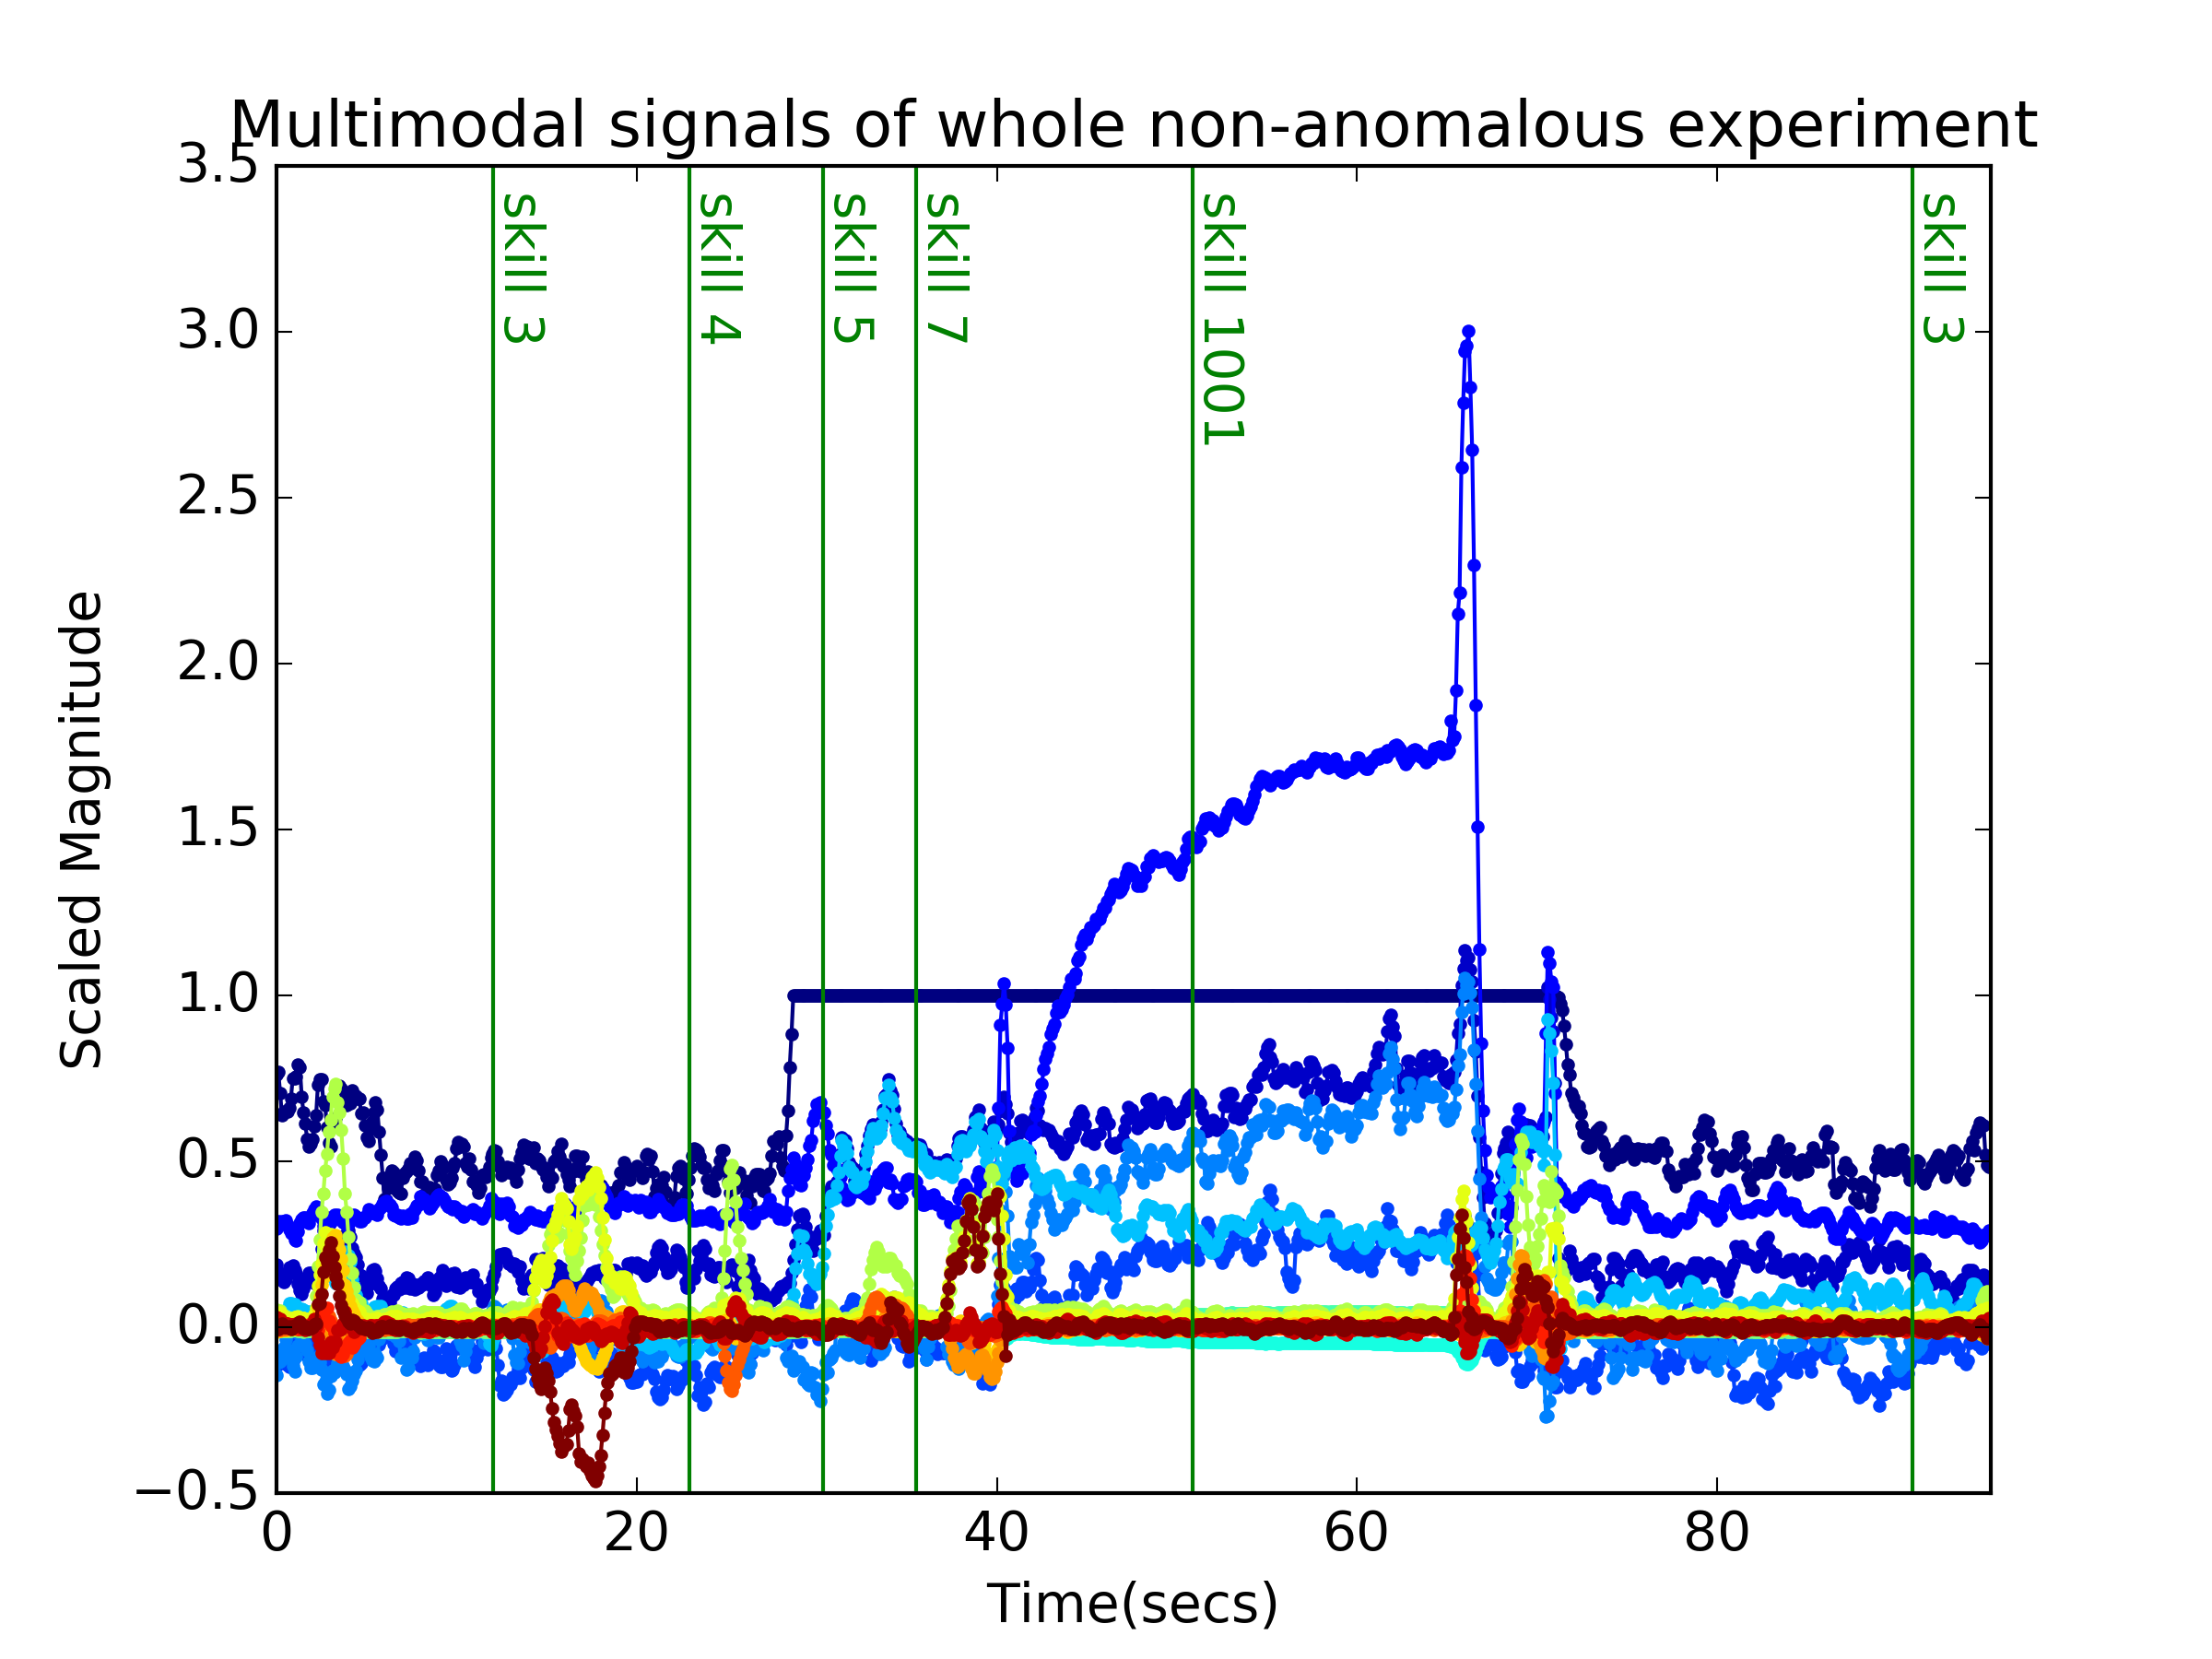 Multimodal signals of whole non-anomalous experiment
3.5
3.0
2.5
2.0
1.5
1.0
0.5
0.0
−0.5
Scaled Magnitude
skill 3
skill 4
skill 5
skill 7
skill 1001
skill 3
0
20
40
60
80
Time(secs)